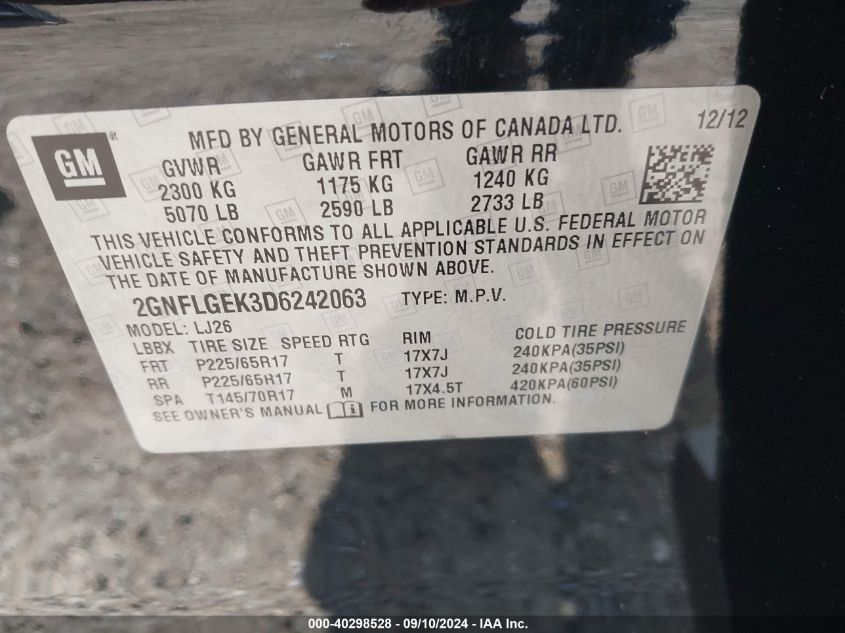 GM ®
MFD BY GENERAL MOTORS OF CANADA LTD. 12/12
GVWR GAWR FRT GAWR RR
2300 KG 1175 KG 1240 KG
5070 LB 2590 LB 2733 LB
THIS VEHICLE CONFORMS TO ALL APPLICABLE U.S. FEDERAL MOTOR
VEHICLE SAFETY AND THEFT PREVENTION STANDARDS IN EFFECT ON
THE DATE OF MANUFACTURE SHOWN ABOVE.
2GNFLGEK3D6242063 TYPE: M.P.V.
MODEL: LJ26
LBBX TIRE SIZE SPEED RTG RIM COLD TIRE PRESSURE
FRT P225/65R17 T 17X7J 240KPA(35PSI)
RR P225/65R17 T 17X7J 240KPA(35PSI)
SPA T145/70R17 M 17X4.5T 420KPA(60PSI)
SEE OWNER'S MANUAL FOR MORE INFORMATION.
000-40298528 - 09/10/2024 - IAA Inc.